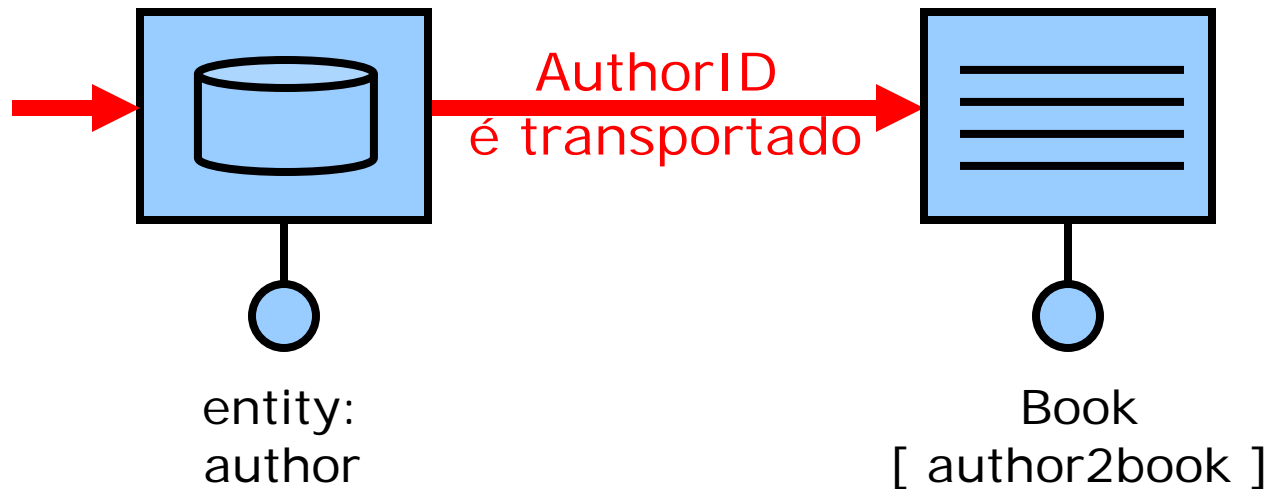 AuthorID
é transportado
entity:
author
Book
[ author2book ]